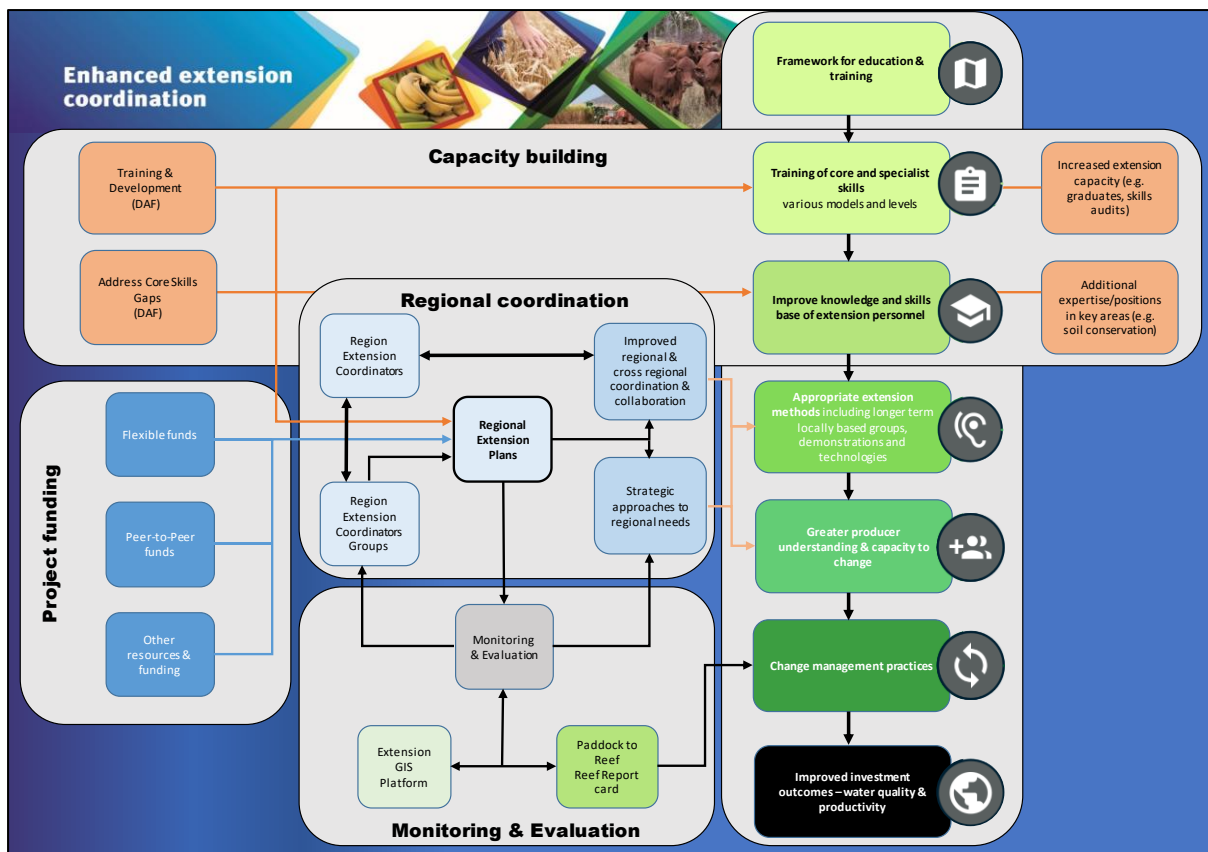 Enhanced extension
coordination
Framework for education &
training
Capacity building
Training &
Development
(DAF)
Training of core and specialist
skills
various models and levels
Increased extension
capacity (e.g.
graduates, skills
audits)
Address Core Skills
Gaps
(DAF)
Improve knowledge and skills
base of extension personnel
Additional
expertise/positions
in key areas (e.g.
soil conservation)
Regional coordination
Region
Extension
Coordinators
Improved
regional &
cross regional
coordination &
collaboration
Regional
Extension
Plans
Region
Extension
Coordinators
Groups
Strategic
approaches to
regional needs
Appropriate extension
methods including longer term
locally based groups,
demonstrations and
technologies
Greater producer
understanding & capacity to
change
Project funding
Flexible funds
Peer-to-Peer
funds
Other
resources &
funding
Monitoring
& Evaluation
Extension
GIS
Platform
Paddock to
Reef
Reef Report
card
Monitoring & Evaluation
Change management practices
Improved investment
outcomes – water quality &
productivity